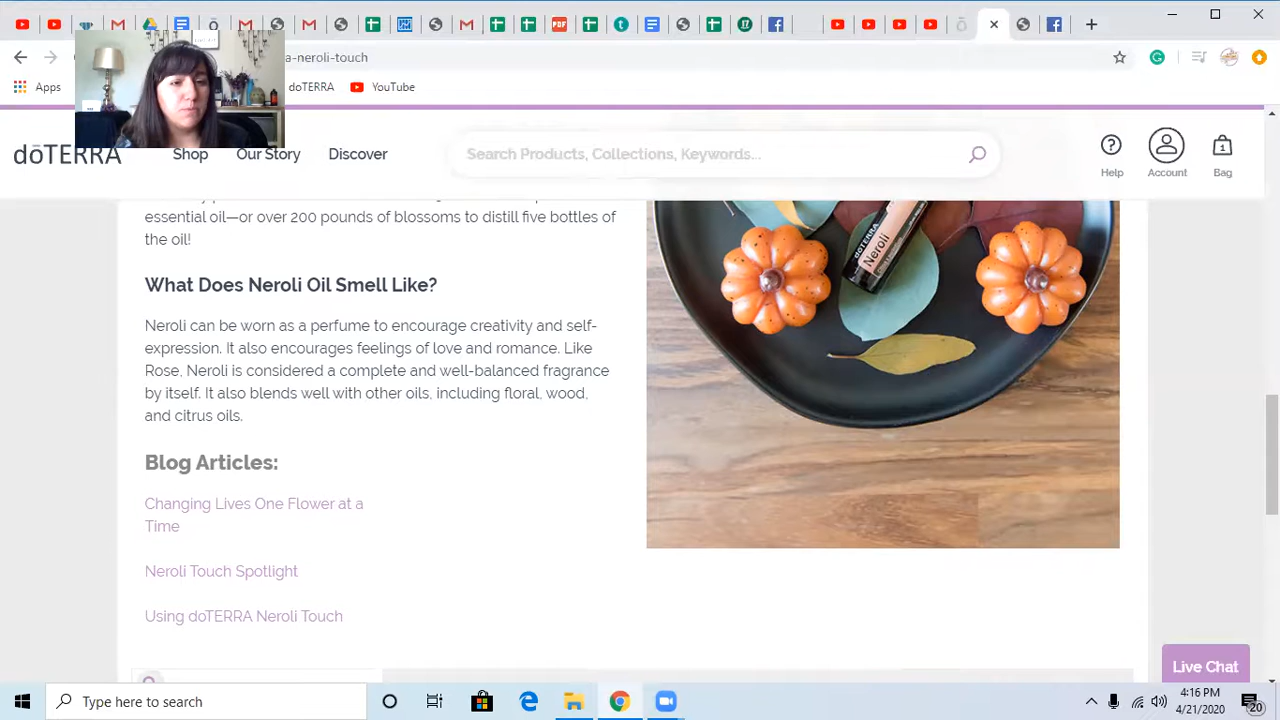 a-neroli-touch
Apps
doTERRA
YouTube
dōTERRA
Shop
Our Story
Discover
Search Products, Collections, Keywords...
Help
Account
1
Bag
essential oil—or over 200 pounds of blossoms to distill five bottles of
the oil!
What Does Neroli Oil Smell Like?
Neroli can be worn as a perfume to encourage creativity and self-
expression. It also encourages feelings of love and romance. Like
Rose, Neroli is considered a complete and well-balanced fragrance
by itself. It also blends well with other oils, including floral, wood,
and citrus oils.
dōTERRA
Neroli
Blog Articles:
Changing Lives One Flower at a
Time
Neroli Touch Spotlight
Using doTERRA Neroli Touch
Live Chat
Type here to search
4:16 PM
4/21/2020
20